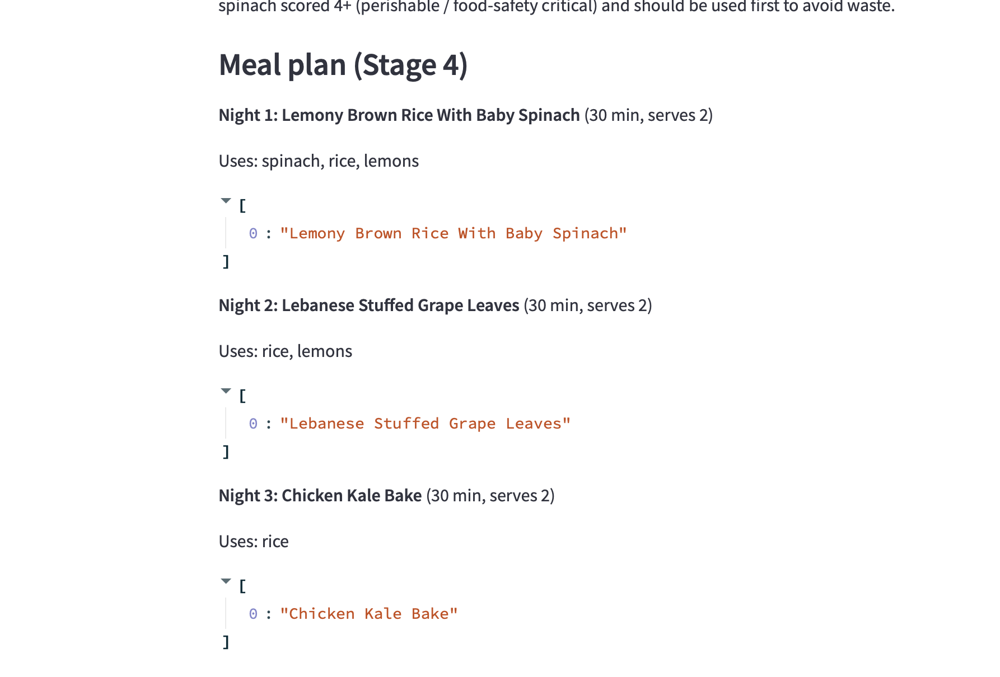 spinach scored 4+ (perishable / food-safety critical) and should be used first to avoid waste.
Meal plan (Stage 4)
Night 1: Lemony Brown Rice With Baby Spinach (30 min, serves 2)
Uses: spinach, rice, lemons
[
0 : "Lemony Brown Rice With Baby Spinach"
]
Night 2: Lebanese Stuffed Grape Leaves (30 min, serves 2)
Uses: rice, lemons
[
0 : "Lebanese Stuffed Grape Leaves"
]
Night 3: Chicken Kale Bake (30 min, serves 2)
Uses: rice
[
0 : "Chicken Kale Bake"
]